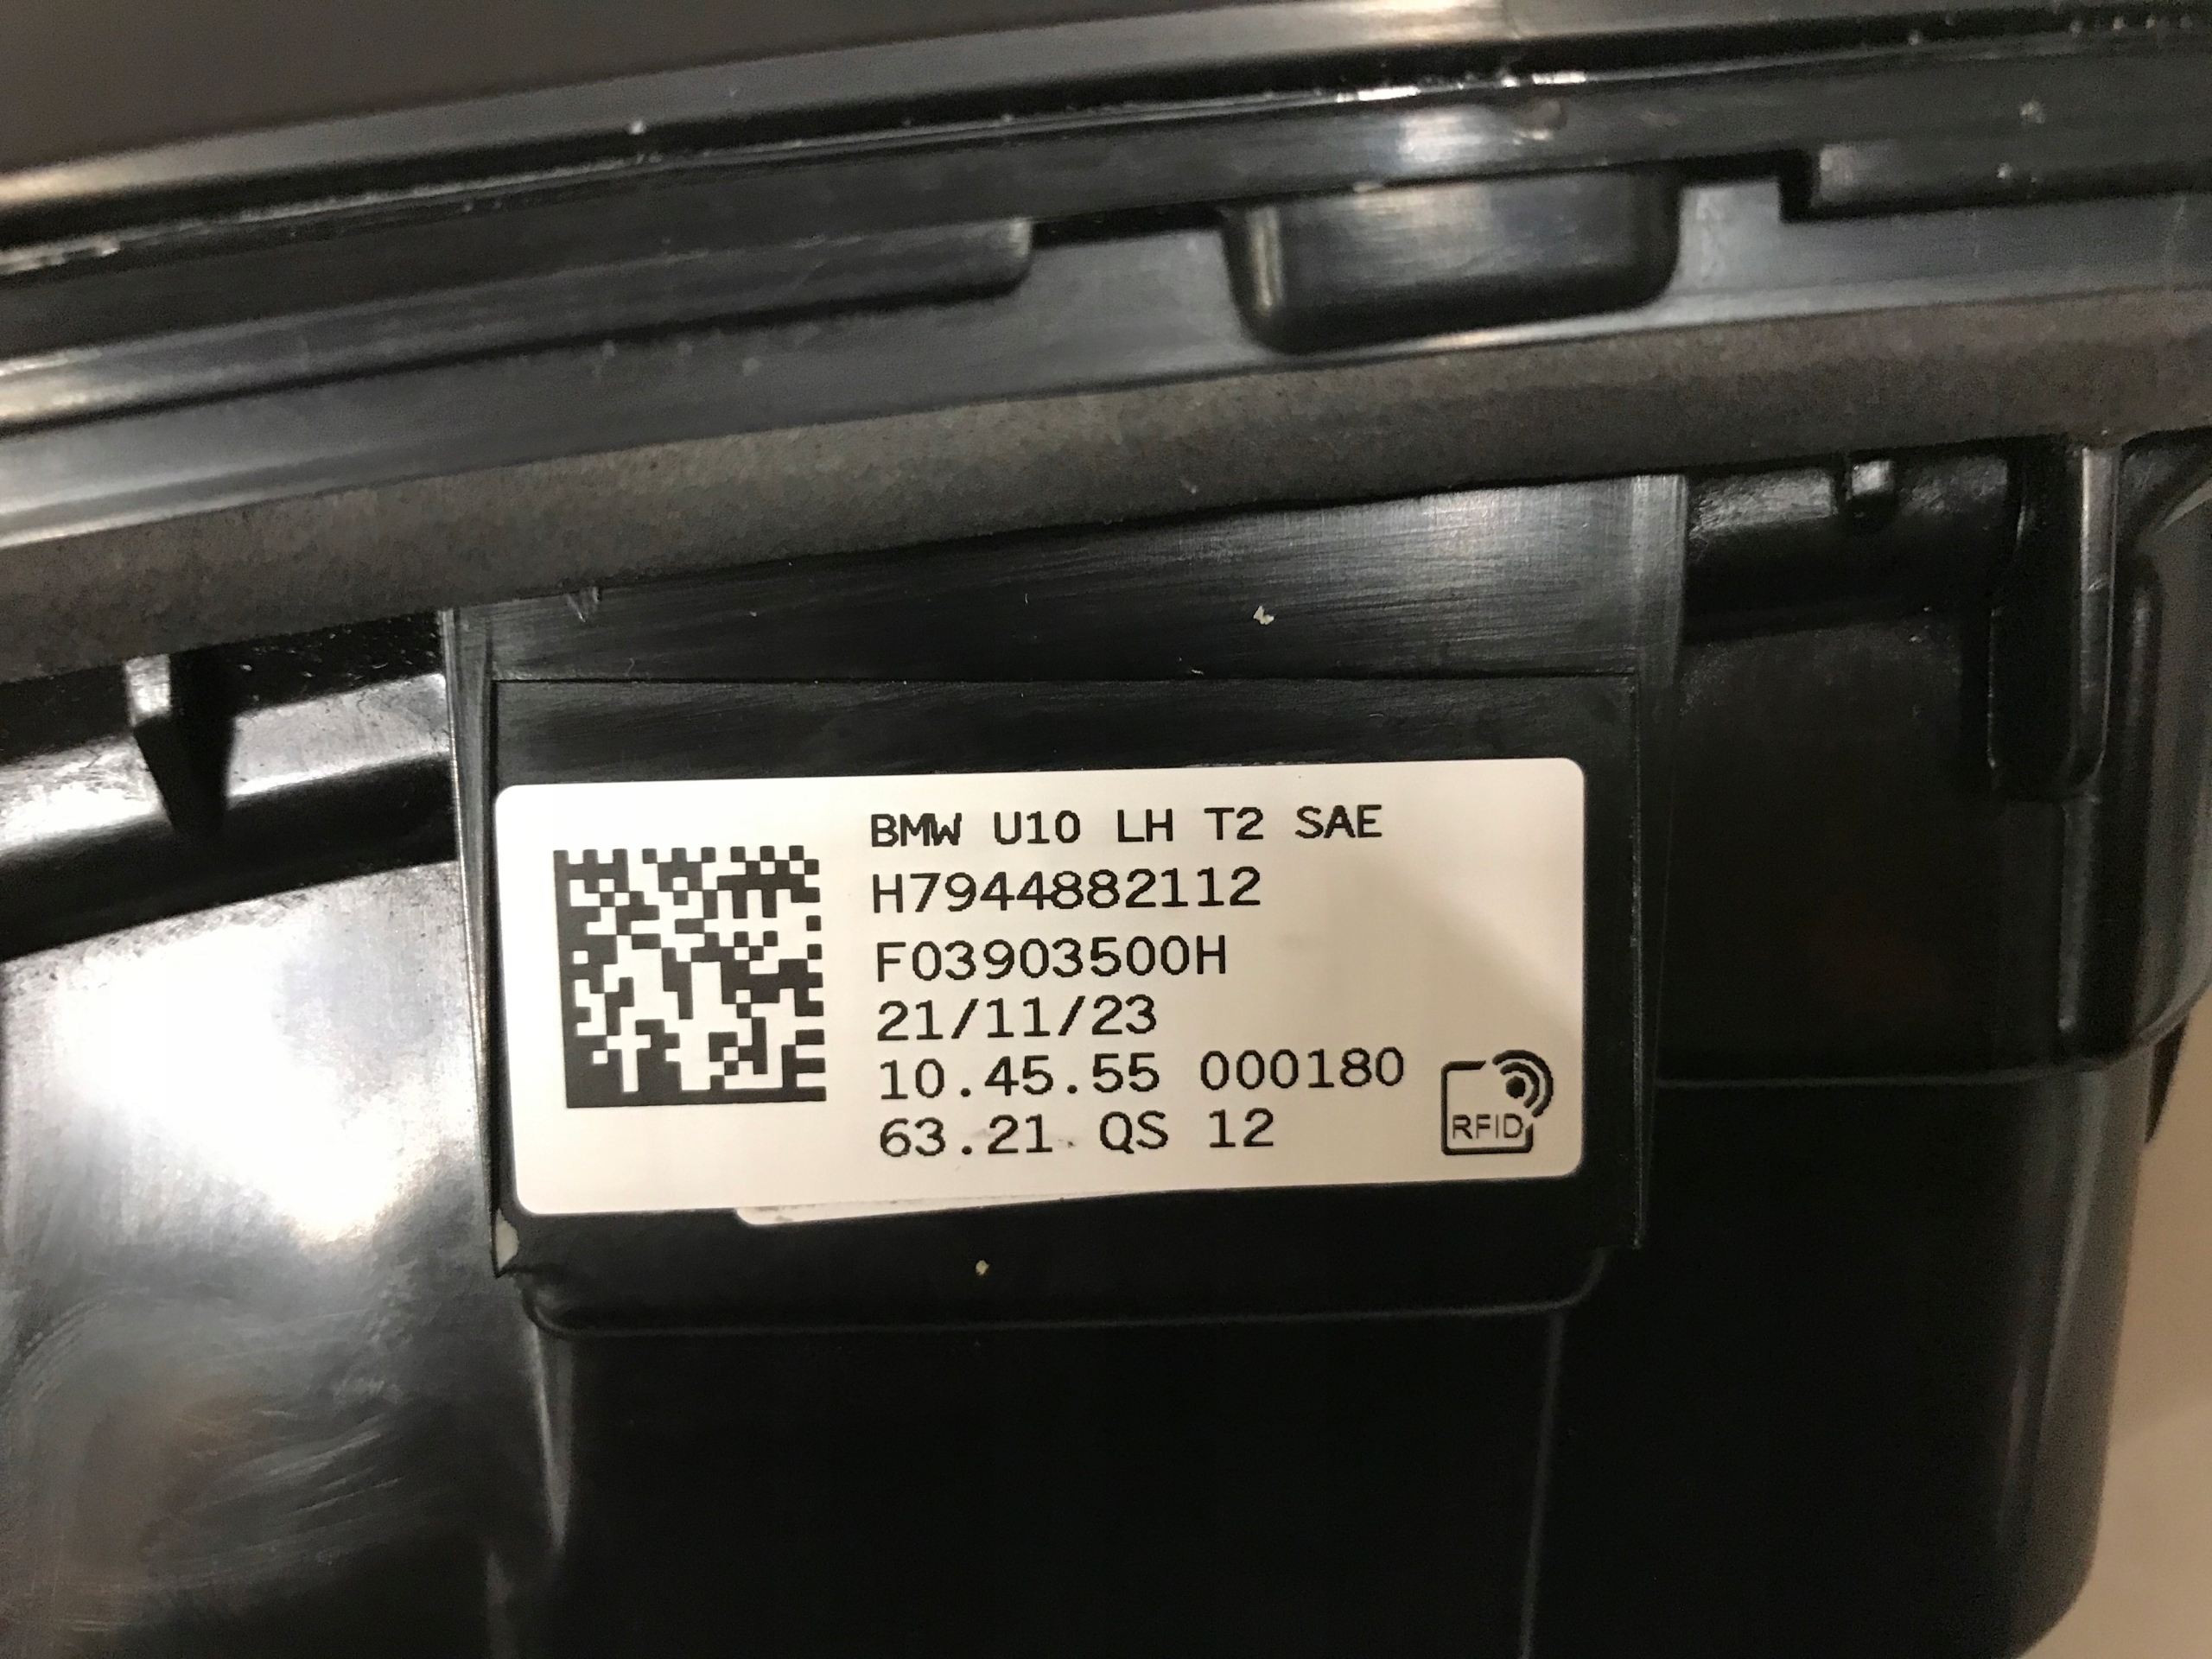 BMW U10 LH T2 SAE
H7944882112
F03903500H
21/11/23
10.45.55 000180
63.21 QS 12
RFID